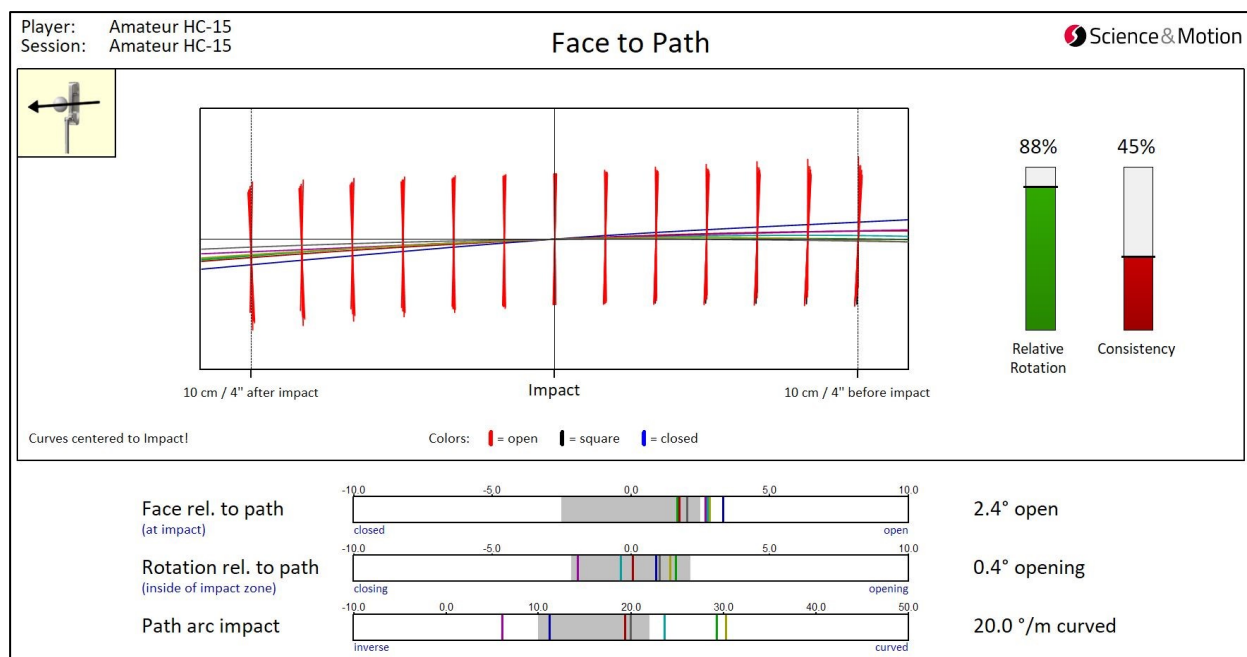 Player: Amateur HC-15
Session: Amateur HC-15
Face to Path
Science&Motion
88%
45%
Relative
Rotation
Consistency
10 cm / 4" after impact
Impact
10 cm / 4" before impact
Curves centered to Impact!
Colors: = open = square = closed
-10.0 -5.0 0.0 5.0 10.0
Face rel. to path
(at impact)
closed
open
2.4° open
-10.0 -5.0 0.0 5.0 10.0
Rotation rel. to path
(inside of impact zone)
closing
opening
0.4° opening
-10.0 0.0 10.0 20.0 30.0 40.0 50.0
Path arc impact
inverse
curved
20.0 °/m curved